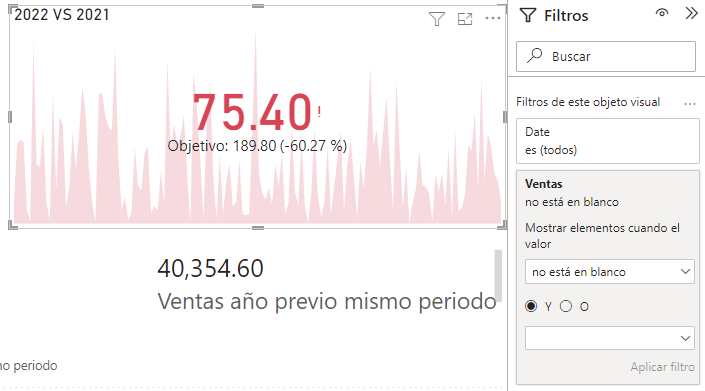 2022 VS 2021
75.40 !
Objetivo: 189.80 (-60.27 %)
40,354.60
Ventas año previo mismo periodo
no periodo
Filtros
Buscar
Filtros de este objeto visual ...
Date
es (todos)
Ventas
no está en blanco
Mostrar elementos cuando el
valor
no está en blanco
Y O
Aplicar filtro